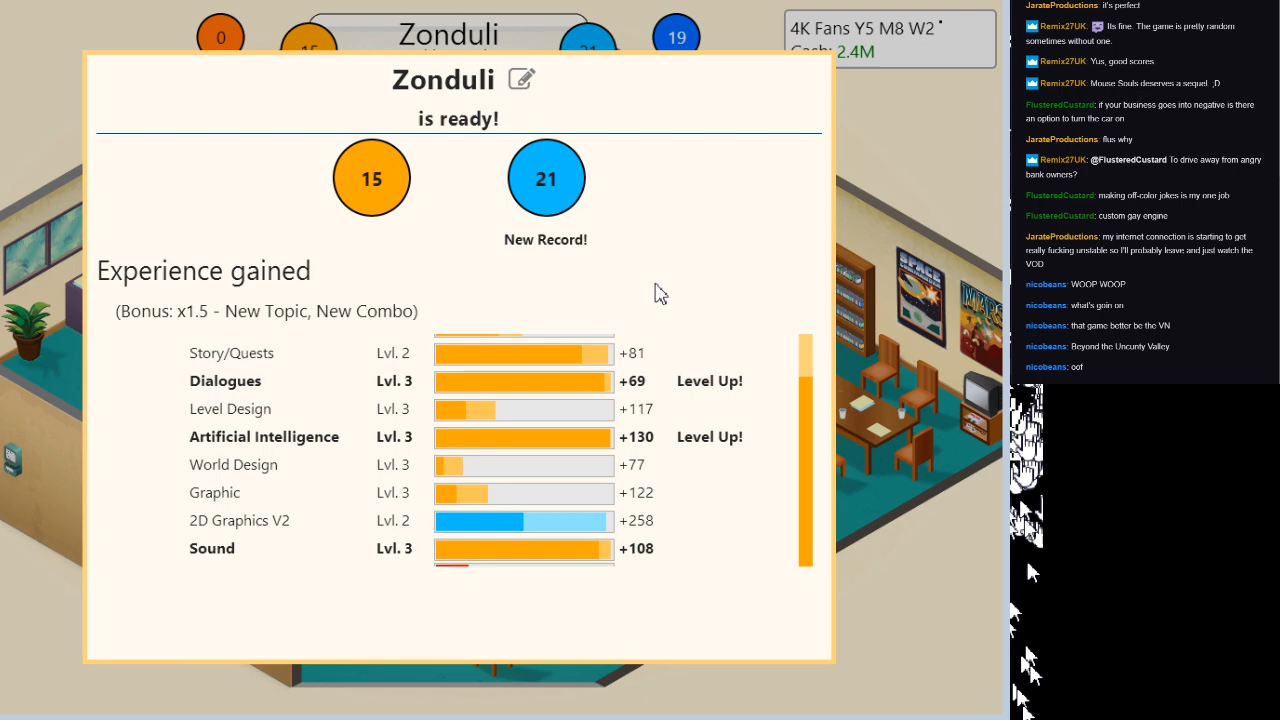 0
15
Zonduli
21
19
4K Fans Y5 M8 W2
Cash: 2.4M
Zonduli
is ready!
15
21
New Record!
Experience gained
(Bonus: x1.5 - New Topic, New Combo)
Story/Quests Lvl. 2 +81
Dialogues Lvl. 3 +69 Level Up!
Level Design Lvl. 3 +117
Artificial Intelligence Lvl. 3 +130 Level Up!
World Design Lvl. 3 +77
Graphic Lvl. 3 +122
2D Graphics V2 Lvl. 2 +258
Sound Lvl. 3 +108
SPACE
JarateProductions: it's perfect
Remix27UK: Its fine. The game is pretty random
sometimes without one.
Remix27UK: Yus, good scores
Remix27UK: Mouse Souls deserves a sequel. ,D
FlusteredCustard: if your business goes into negative is there
an option to turn the car on
JarateProductions: flus why
Remix27UK: @FlusteredCustard To drive away from angry
bank owners?
FlusteredCustard: making off-color jokes is my one job
FlusteredCustard: custom gay engine
JarateProductions: my internet connection is starting to get
really fucking unstable so I'll probably leave and just watch the
VOD
nicobeans: WOOP WOOP
nicobeans: what's goin on
nicobeans: that game better be the VN
nicobeans: Beyond the Uncunty Valley
nicobeans: oof